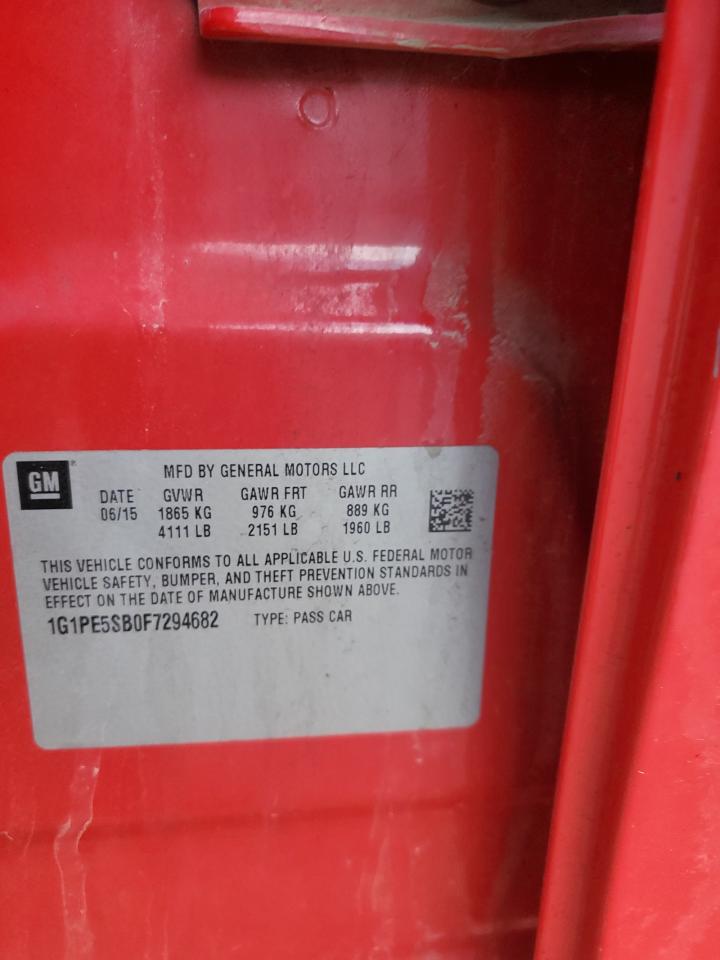 GM
MFD BY GENERAL MOTORS LLC
DATE GVWR GAWR FRT GAWR RR
06/15 1865 KG 976 KG 889 KG
4111 LB 2151 LB 1960 LB
THIS VEHICLE CONFORMS TO ALL APPLICABLE U.S. FEDERAL MOTOR
VEHICLE SAFETY, BUMPER, AND THEFT PREVENTION STANDARDS IN
EFFECT ON THE DATE OF MANUFACTURE SHOWN ABOVE.
1G1PE5SB0F7294682 TYPE: PASS CAR